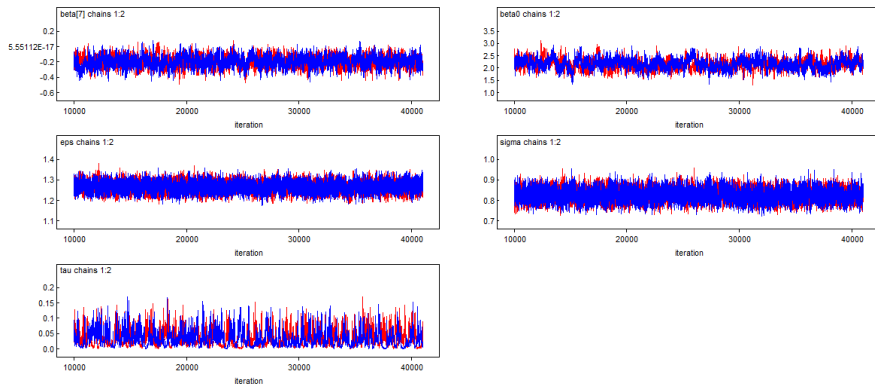 beta[7] chains 1:2
0.2
5.55112E-17
-0.2
-0.4
-0.6
10000 20000 30000 40000
iteration
beta0 chains 1:2
3.5
3.0
2.5
2.0
1.5
1.0
10000 20000 30000 40000
iteration
eps chains 1:2
1.4
1.3
1.2
1.1
10000 20000 30000 40000
iteration
sigma chains 1:2
1.0
0.9
0.8
0.7
10000 20000 30000 40000
iteration
tau chains 1:2
0.2
0.15
0.1
0.05
0.0
10000 20000 30000 40000
iteration